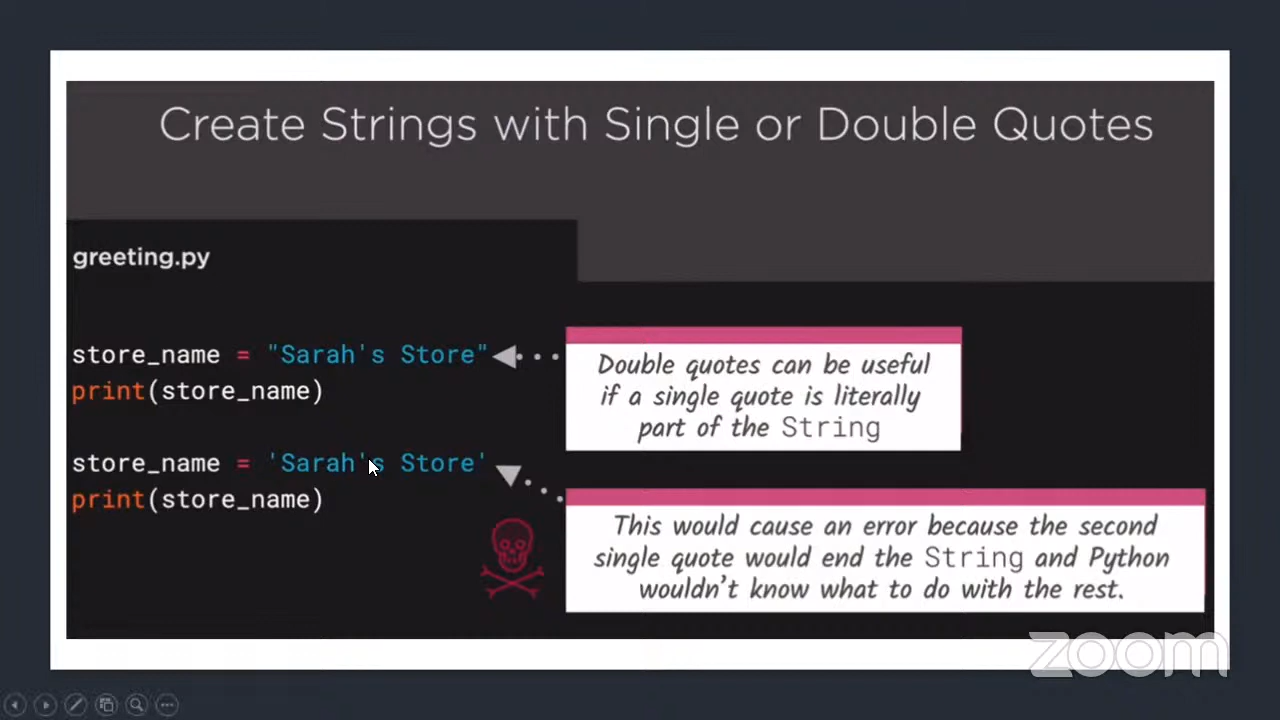 Create Strings with Single or Double Quotes
greeting.py
store_name = "Sarah's Store"
print(store_name)
Double quotes can be useful
if a single quote is literally
part of the String
store_name = 'Sarah's Store'
print(store_name)
This would cause an error because the second
single quote would end the String and Python
wouldn't know what to do with the rest.
zoom